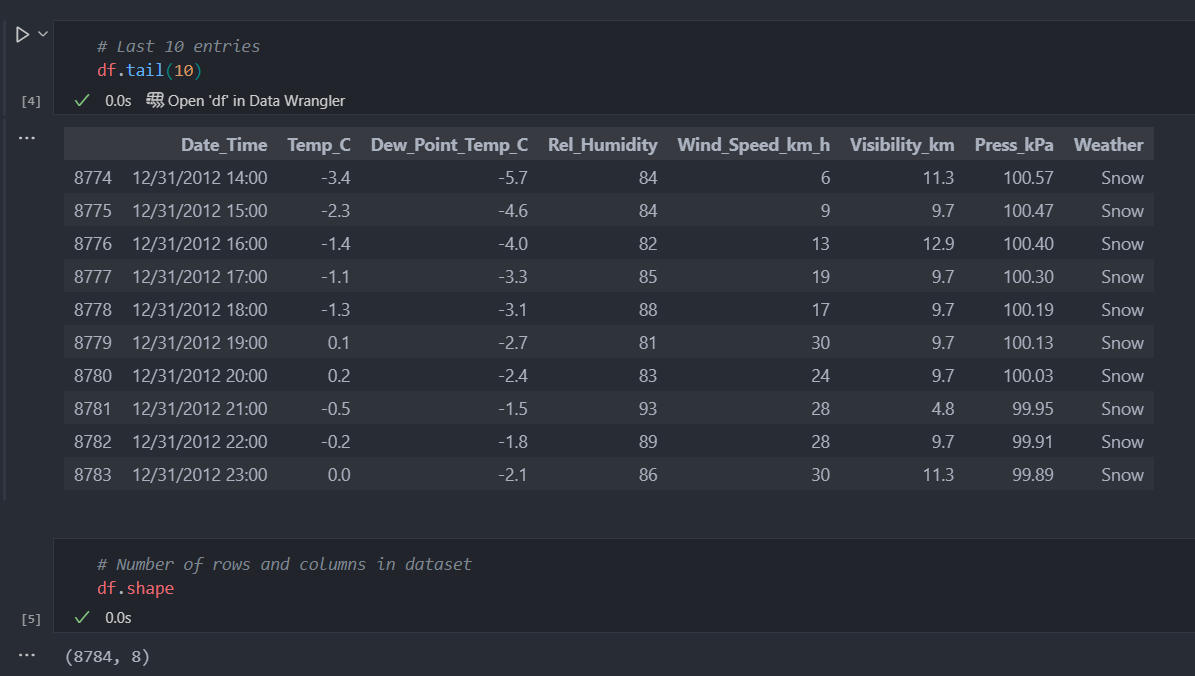 # Last 10 entries
df.tail(10)
[4] 0.0s Open 'df' in Data Wrangler
Date_Time Temp_C Dew_Point_Temp_C Rel_Humidity Wind_Speed_km_h Visibility_km Press_kPa Weather
8774 12/31/2012 14:00 -3.4 -5.7 84 6 11.3 100.57 Snow
8775 12/31/2012 15:00 -2.3 -4.6 84 9 9.7 100.47 Snow
8776 12/31/2012 16:00 -1.4 -4.0 82 13 12.9 100.40 Snow
8777 12/31/2012 17:00 -1.1 -3.3 85 19 9.7 100.30 Snow
8778 12/31/2012 18:00 -1.3 -3.1 88 17 9.7 100.19 Snow
8779 12/31/2012 19:00 0.1 -2.7 81 30 9.7 100.13 Snow
8780 12/31/2012 20:00 0.2 -2.4 83 24 9.7 100.03 Snow
8781 12/31/2012 21:00 -0.5 -1.5 93 28 4.8 99.95 Snow
8782 12/31/2012 22:00 -0.2 -1.8 89 28 9.7 99.91 Snow
8783 12/31/2012 23:00 0.0 -2.1 86 30 11.3 99.89 Snow
# Number of rows and columns in dataset
df.shape
[5] 0.0s
(8784, 8)